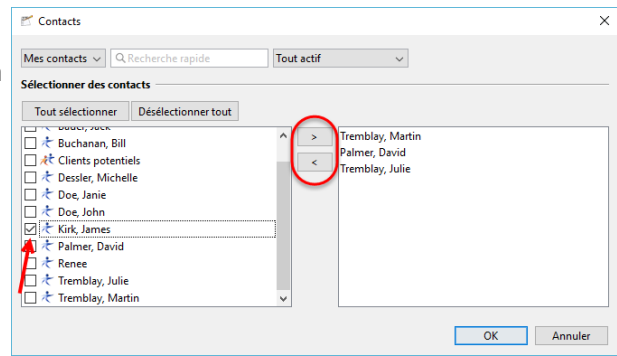 Contacts
Mes contacts Recherche rapide Tout actif
Sélectionner des contacts
Tout sélectionner Désélectionner tout
Bauer, Jack
Buchanan, Bill
Clients potentiels
Dessler, Michelle
Doe, Janie
Doe, John
Kirk, James
Palmer, David
Renee
Tremblay, Julie
Tremblay, Martin
>
<
Tremblay, Martin
Palmer, David
Tremblay, Julie
OK Annuler